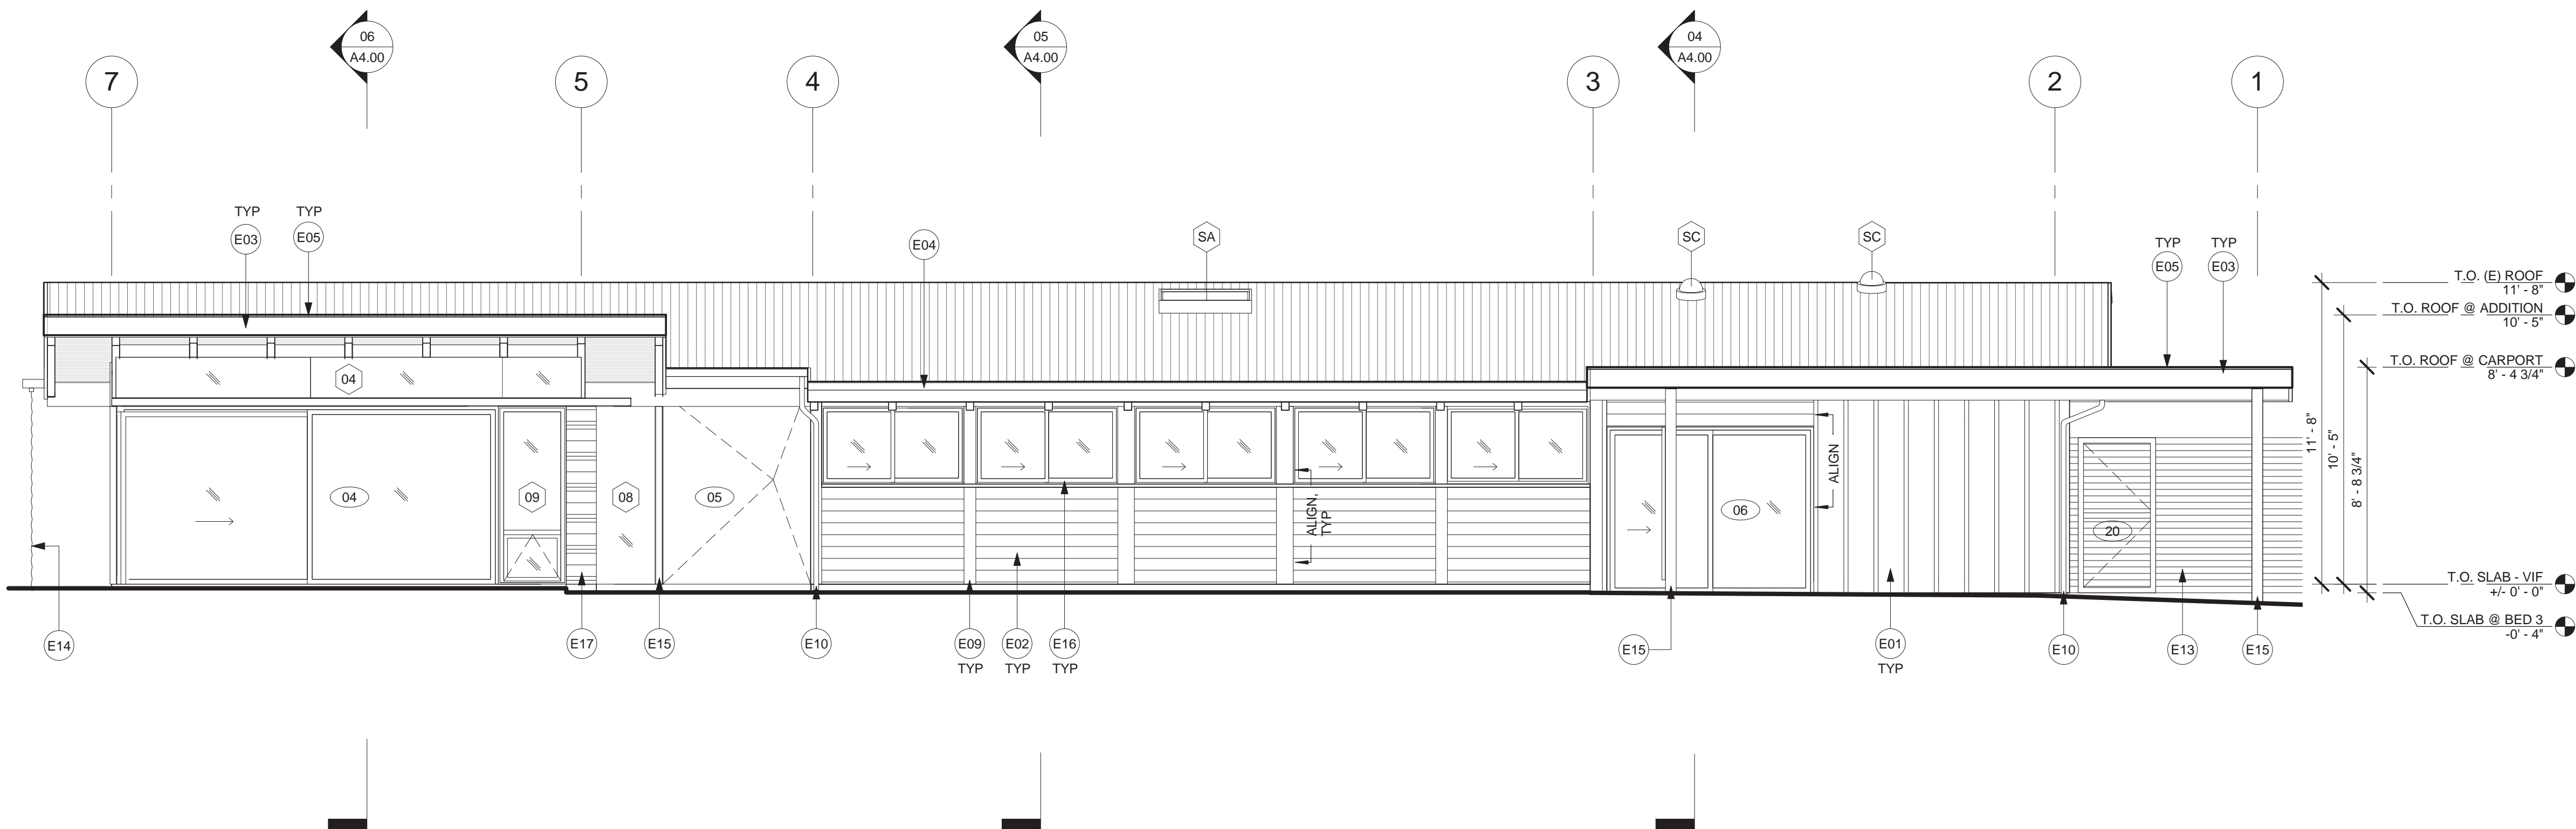 06
A4.00
05
A4.00
04
A4.00
7
5
4
3
2
1
TYP
E03
TYP
E05
E04
SA
SC
SC
TYP
E05
TYP
E03
T.O. (E) ROOF
11' - 8"
T.O. ROOF @ ADDITION
10' - 5"
T.O. ROOF @ CARPORT
8' - 4 3/4"
11' - 8"
10' - 5"
8' - 8 3/4"
04
04
09
08
05
ALIGN,
TYP
06
ALIGN
20
T.O. SLAB - VIF
+/- 0' - 0"
T.O. SLAB @ BED 3
-0' - 4"
E14
E17
E15
E10
E09
TYP
E02
TYP
E16
TYP
E15
E01
TYP
E10
E13
E15